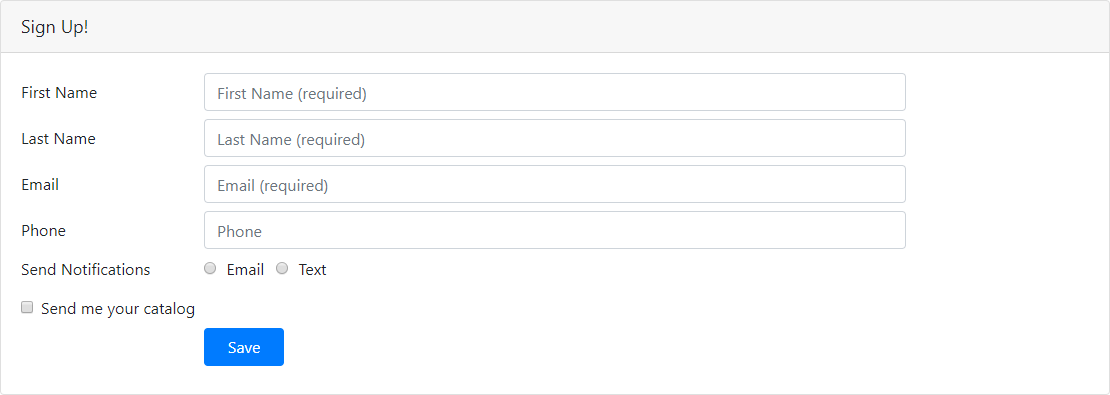 Sign Up!
First Name First Name (required)
Last Name Last Name (required)
Email Email (required)
Phone Phone
Send Notifications Email Text
Send me your catalog
Save